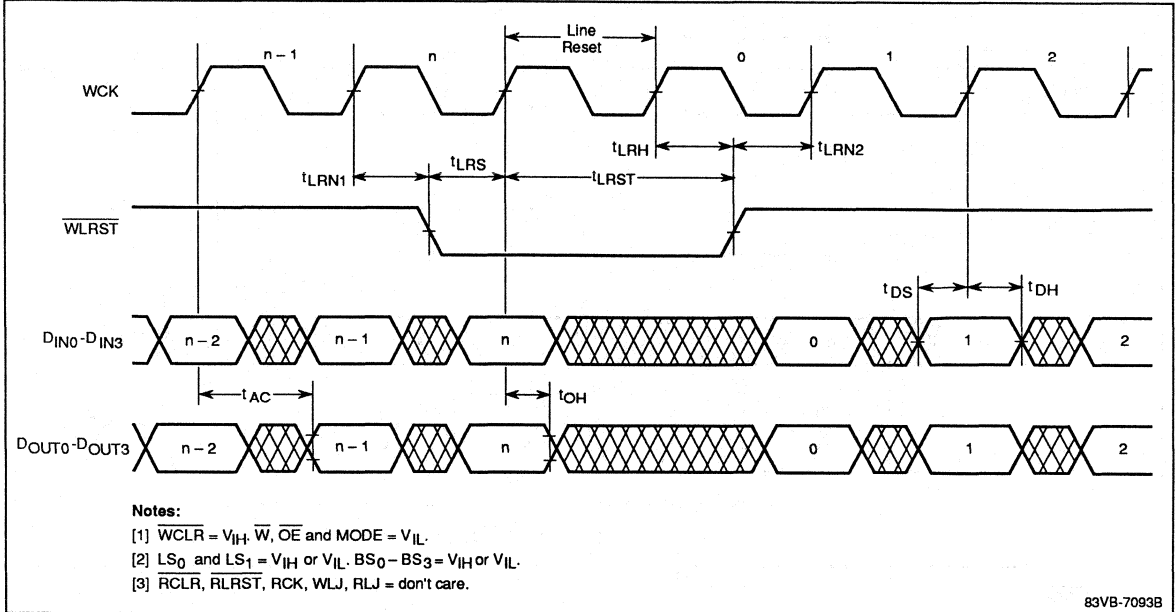 Line
Reset
n – 1
n
0
1
2
WCK
tLRH
tLRN2
tLRN1
tLRS
tLRST
WLRST
tDS
tDH
DIN0-DIN3
n – 2
n – 1
n
0
1
2
tAC
tOH
DOUT0-DOUT3
n – 2
n – 1
n
0
1
2
Notes:
[1] WCLR = VIH. W, OE and MODE = VIL.
[2] LS0 and LS1 = VIH or VIL. BS0 – BS3 = VIH or VIL.
[3] RCLR, RLRST, RCK, WLJ, RLJ = don't care.
83VB-7093B